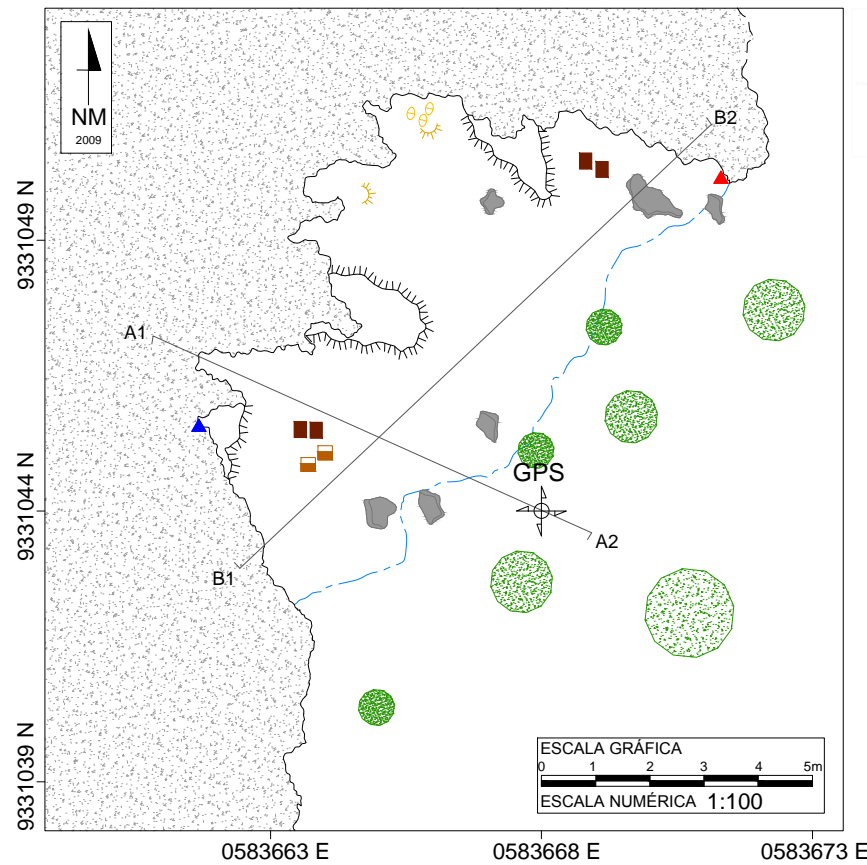 NM
2009
B2
9331049 N
A1
GPS
9331044 N
A2
B1
9331039 N
ESCALA GRÁFICA
0 1 2 3 4 5m
ESCALA NUMÉRICA 1:100
0583663 E 0583668 E 0583673 E